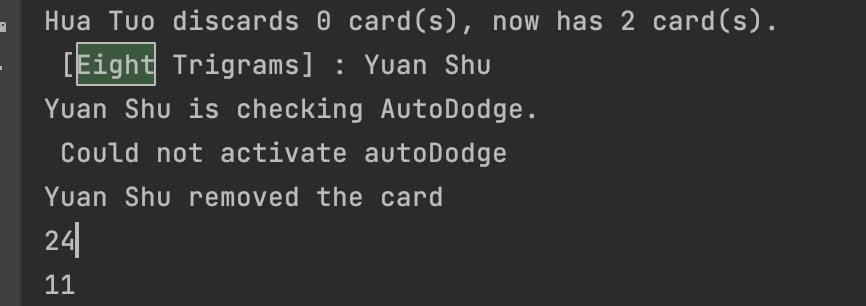 Hua Tuo discards 0 card(s), now has 2 card(s).
[Eight Trigrams] : Yuan Shu
Yuan Shu is checking AutoDodge.
Could not activate autoDodge
Yuan Shu removed the card
24
11